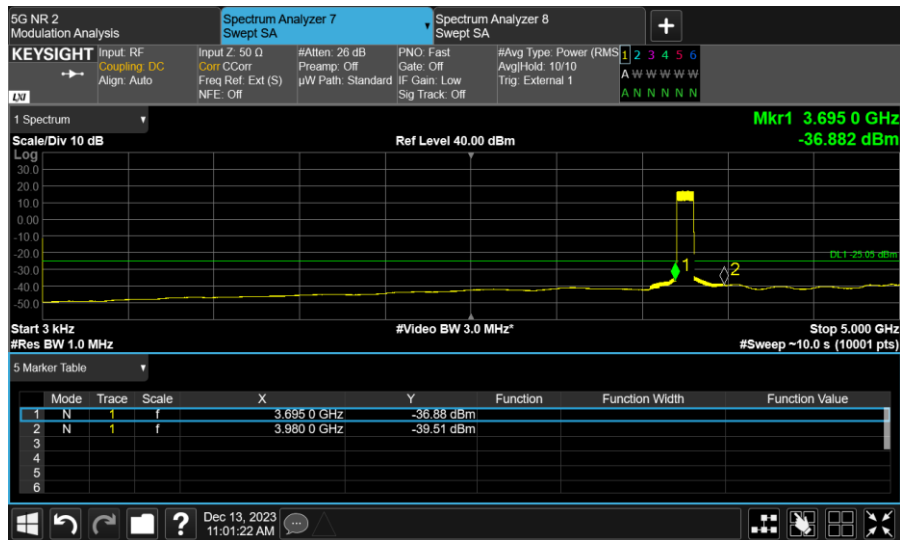 5G NR 2
Modulation Analysis
Spectrum Analyzer 7
Swept SA
Spectrum Analyzer 8
Swept SA
+
KEYSIGHT
LXI
Input: RF
Coupling: DC
Align: Auto
Input Z: 50 Ω
Corr CCorr
Freq Ref: Ext (S)
NFE: Off
#Atten: 26 dB
Preamp: Off
µW Path: Standard
PNO: Fast
Gate: Off
IF Gain: Low
Sig Track: Off
#Avg Type: Power (RMS
Avg|Hold: 10/10
Trig: External 1
1 2 3 4 5 6
A W W W W W
A N N N N N
1 Spectrum
Scale/Div 10 dB
Ref Level 40.00 dBm
Mkr1 3.695 0 GHz
-36.882 dBm
Log
30.0
20.0
10.0
0.00
-10.0
-20.0
-30.0
-40.0
-50.0
DL1 -25.05 dBm
1
2
Start 3 kHz
#Video BW 3.0 MHz*
Stop 5.000 GHz
#Res BW 1.0 MHz
#Sweep ~10.0 s (10001 pts)
5 Marker Table
Mode Trace Scale X Y Function Function Width Function Value
1 N 1 f 3.695 0 GHz -36.88 dBm
2 N 1 f 3.980 0 GHz -39.51 dBm
3
4
5
6
?
Dec 13, 2023
11:01:22 AM